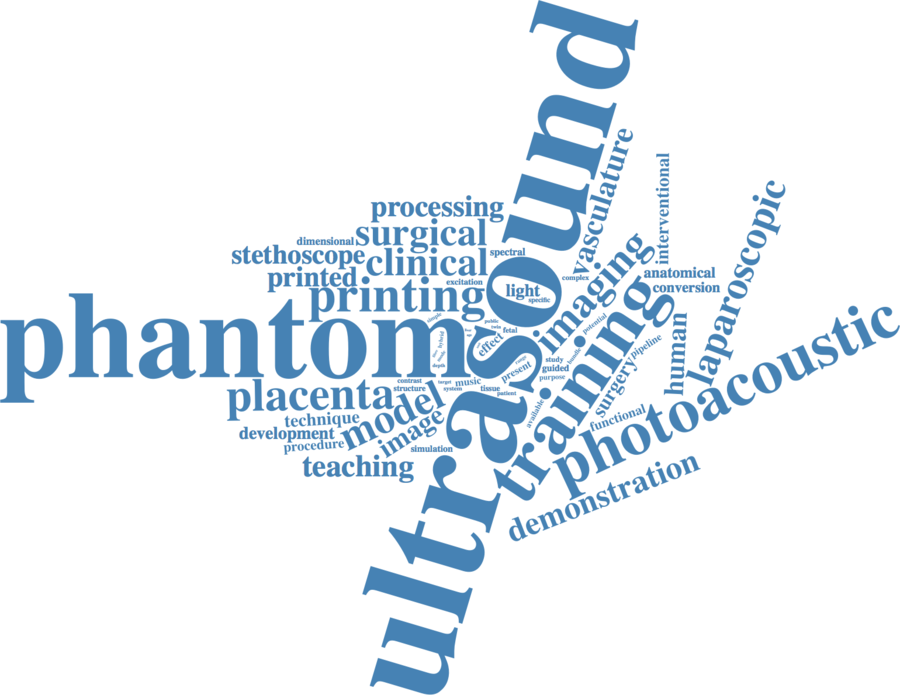 ultrasound
phantom
photoacoustic
training
printing
placenta
model
imaging
laparoscopic
surgical
clinical
processing
stethoscope
printed
dimensional
vasculature
interventional
anatomical
conversion
human
surgery
pipeline
functional
demonstration
teaching
image
technique
development
procedure
simulation
light
specific
spectral
excitation
complex
effect
fetal
present
study
guided
purpose
potential
available
contrast
structure
target
system
music
tissue
patient
public
depth
hybrid
simple